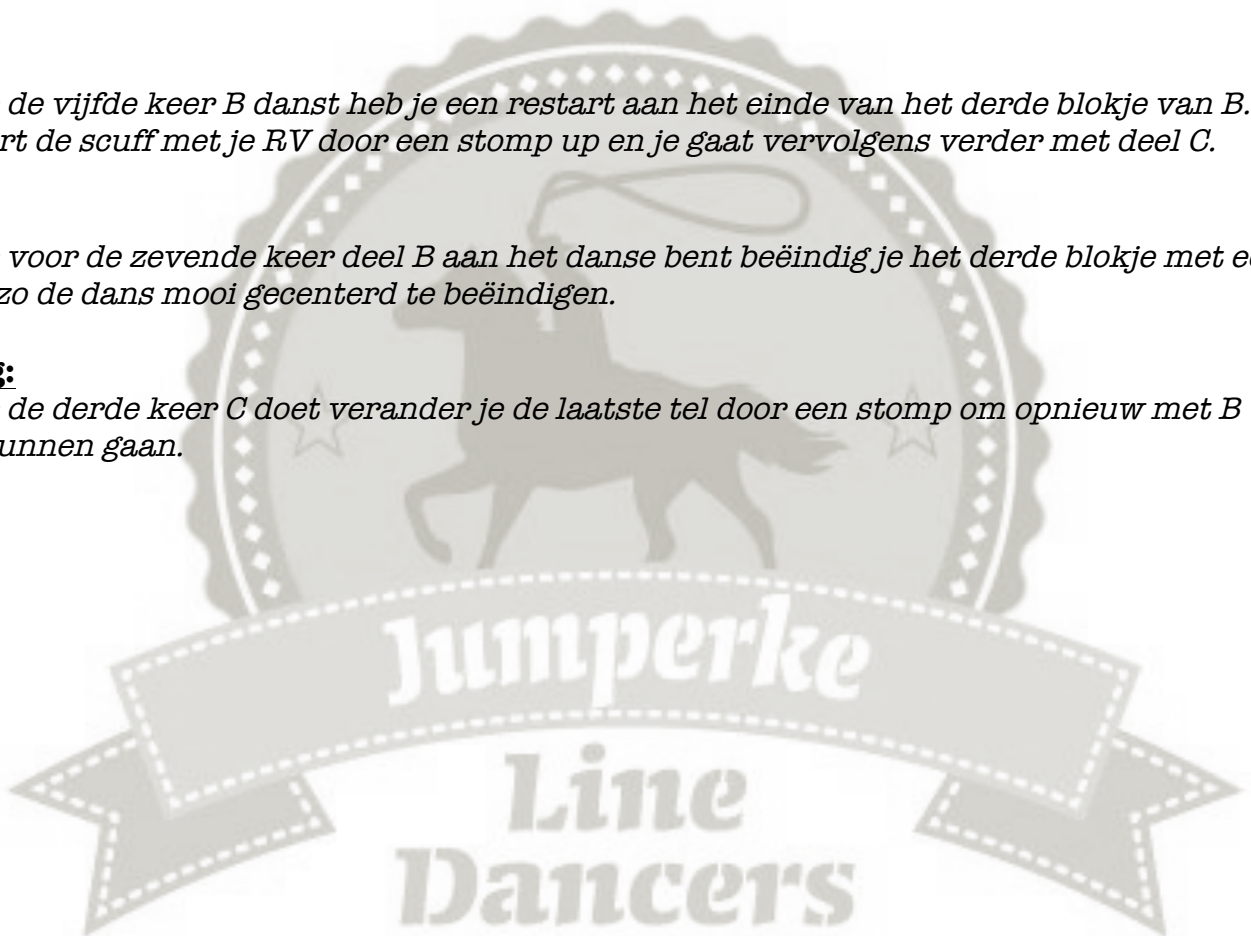 de vijfde keer B danst heb je een restart aan het einde van het derde blokje van B.
rt de scuff met je RV door een stomp up en je gaat vervolgens verder met deel C.
voor de zevende keer deel B aan het danse bent beëindig je het derde blokje met e
zo de dans mooi gecenterd te beëindigen.
g:
de derde keer C doet verander je de laatste tel door een stomp om opnieuw met B
unnen gaan.
Jumperke
Line
Dancers